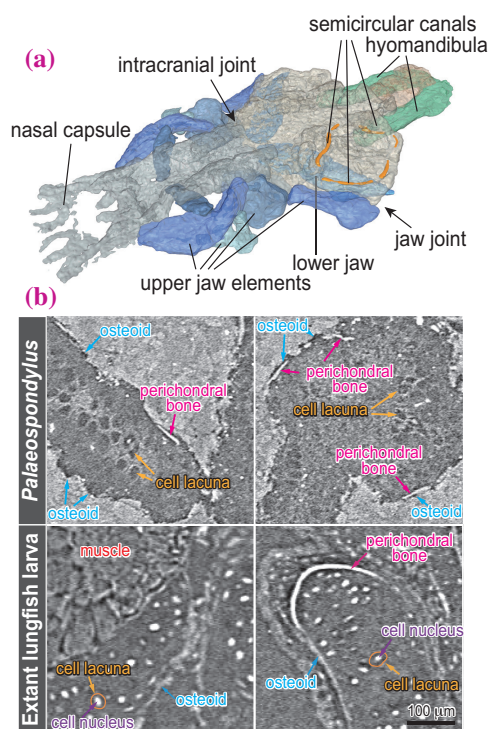 (a)
semicircular canals
hyomandibula
intracranial joint
nasal capsule
jaw joint
lower jaw
upper jaw elements
(b)
Palaeospondylus
osteoid
perichondral
bone
cell lacuna
osteoid
osteoid
perichondral
bone
cell lacuna
perichondral
bone
osteoid
Extant lungfish larva
muscle
cell lacuna
osteoid
cell nucleus
perichondral
bone
cell nucleus
cell lacuna
osteoid
100 μm